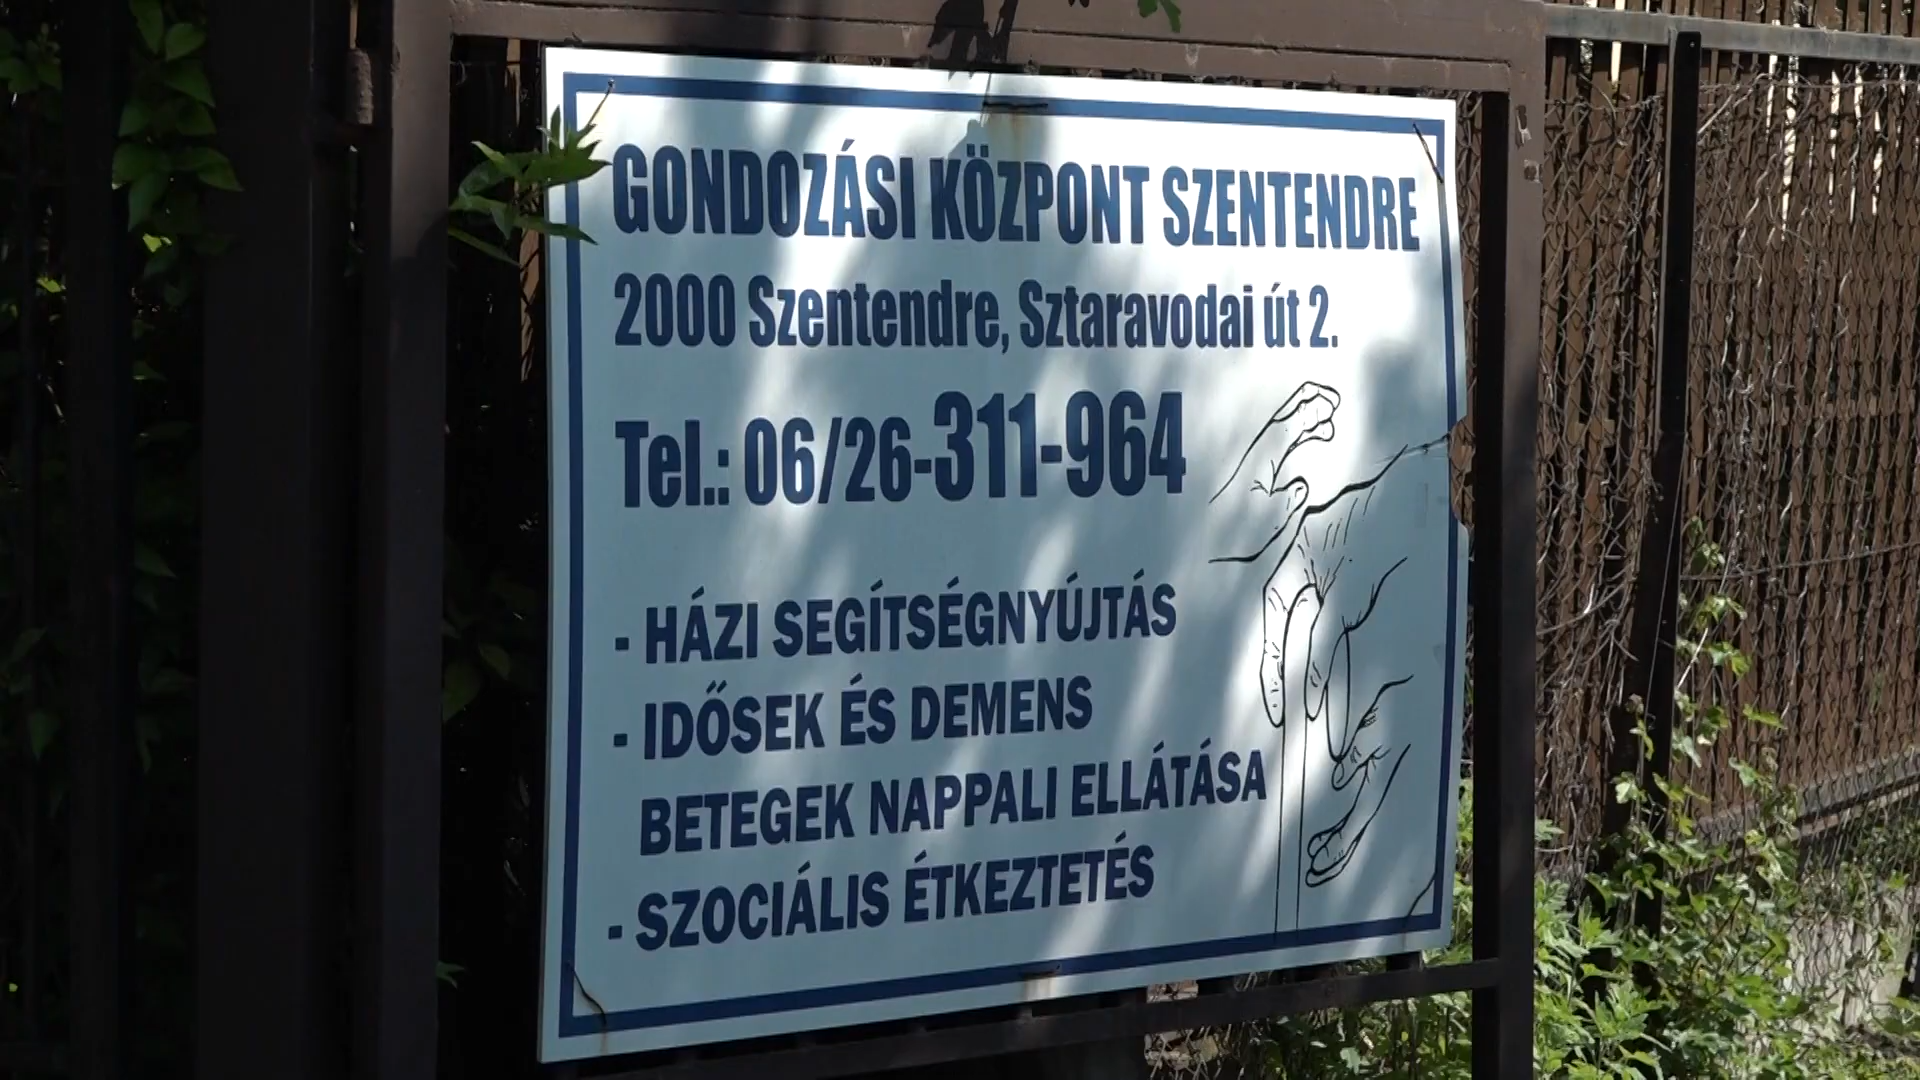 GONDOZÁSI KÖZPONT SZENTENDRE
2000 Szentendre, Sztaravodai út 2.
Tel.: 06/26-311-964
- HÁZI SEGÍTSÉGNYÚJTÁS
- IDŐSEK ÉS DEMENS
BETEGEK NAPPALI ELLÁTÁSA
- SZOCIÁLIS ÉTKEZTETÉS